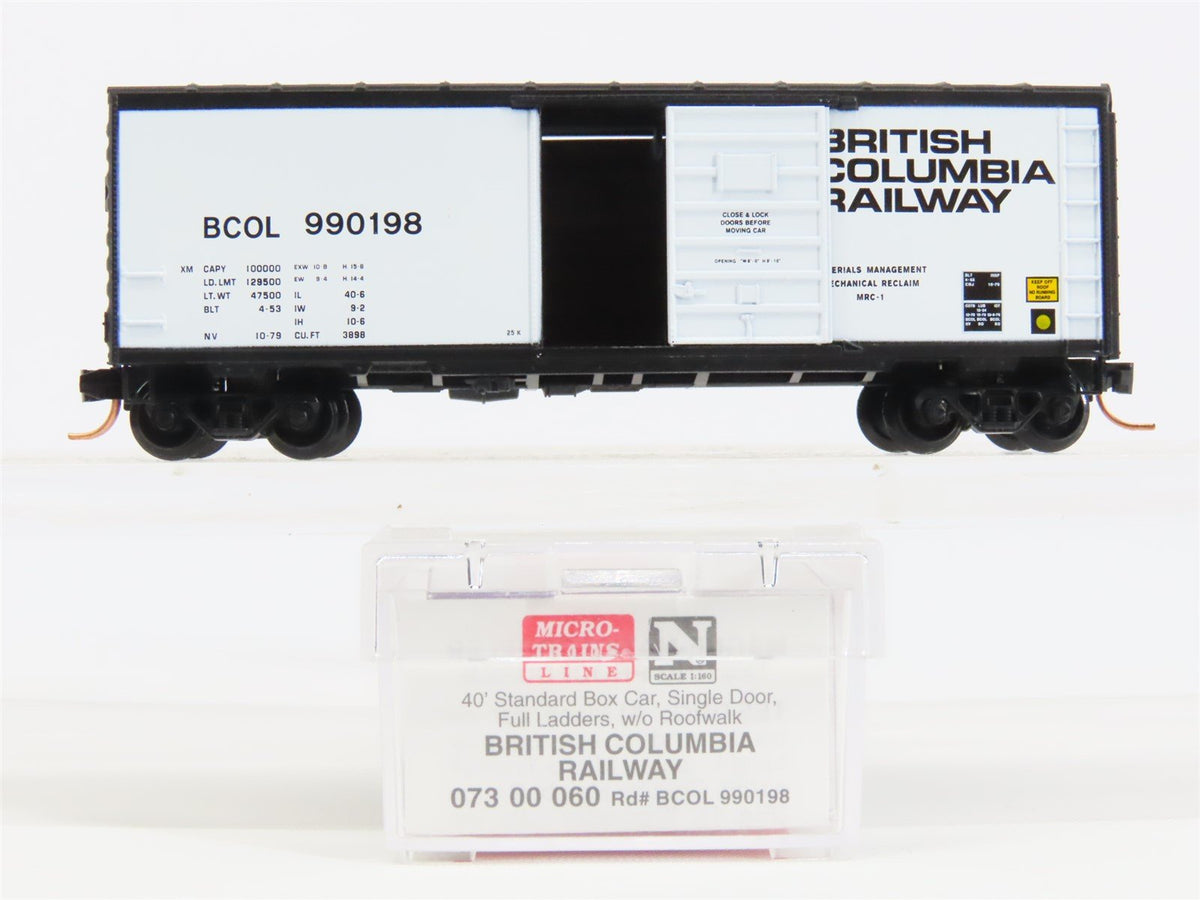 BCOL 990198
XM CAPY 100000 EXW 10-8 H 15-8
LD. LMT 129500 EW 9-4 H 14-4
LT. WT 47500 IL 40-6
BLT 4-53 IW 9-2
IH 10-6
NV 10-79 CU. FT 3898
25 K
CLOSE & LOCK
DOORS BEFORE
MOVING CAR
OPENING
BRITISH
COLUMBIA
RAILWAY
ERIALS MANAGEMENT
ECHANICAL RECLAIM
MRC-1
KEEP OFF
ROOF
NO RUNNING
BOARD
MICRO-
TRAINS®
LINE
N®
SCALE 1:160
40' Standard Box Car, Single Door,
Full Ladders, w/o Roofwalk
BRITISH COLUMBIA
RAILWAY
073 00 060 Rd# BCOL 990198